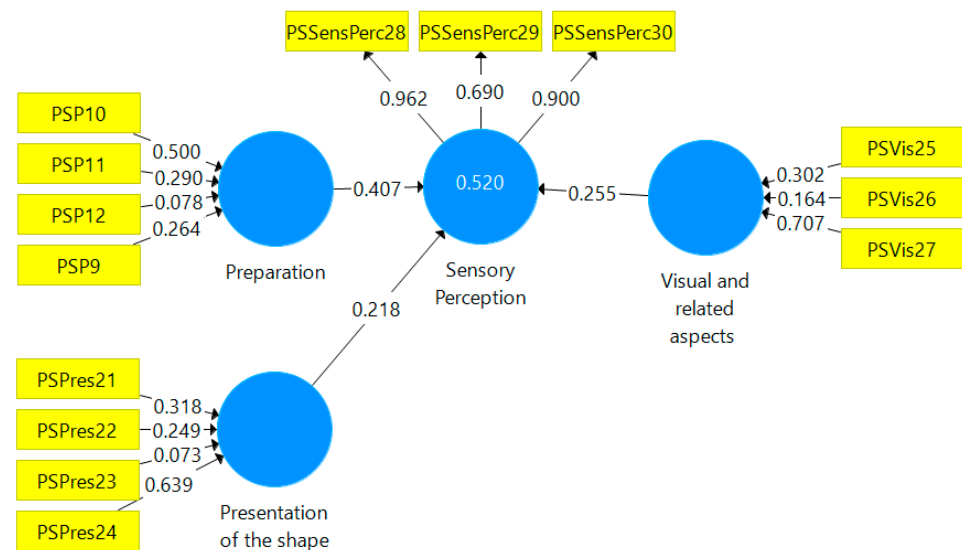 PSSensPerc28
PSSensPerc29
PSSensPerc30
0.962
0.690
0.900
PSP10
PSP11
PSP12
PSP9
0.500
0.290
0.078
0.264
Preparation
0.407
0.520
Sensory
Perception
0.255
Visual and
related
aspects
0.302
0.164
0.707
PSVis25
PSVis26
PSVis27
0.218
PSPres21
PSPres22
PSPres23
PSPres24
0.318
0.249
0.073
0.639
Presentation
of the shape